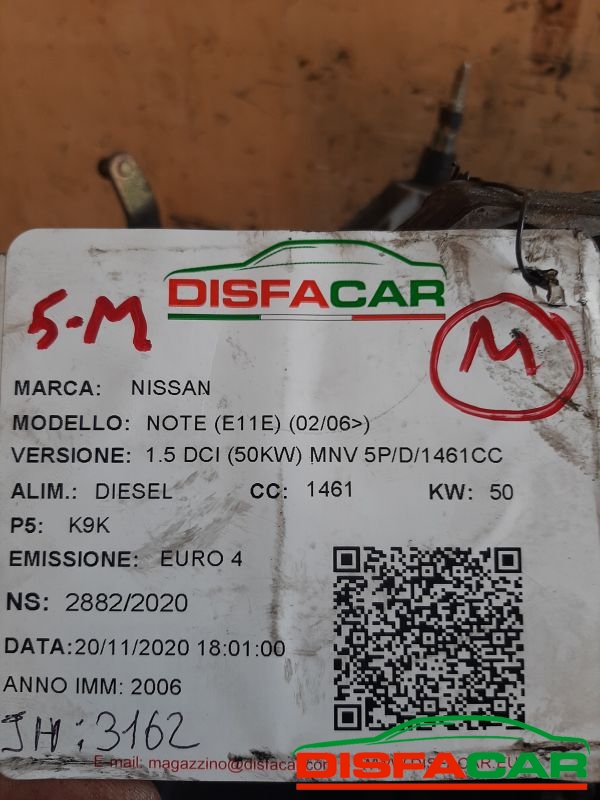 DISFACAR
5-M
M
MARCA: NISSAN
MODELLO: NOTE (E11E) (02/06>)
VERSIONE: 1.5 DCI (50KW) MNV 5P/D/1461CC
ALIM.: DIESEL CC: 1461 KW: 50
P5: K9K
EMISSIONE: EURO 4
NS: 2882/2020
DATA:20/11/2020 18:01:00
ANNO IMM: 2006
JH: 3162
E-mail: magazzino@disfacar.com
DISFACAR